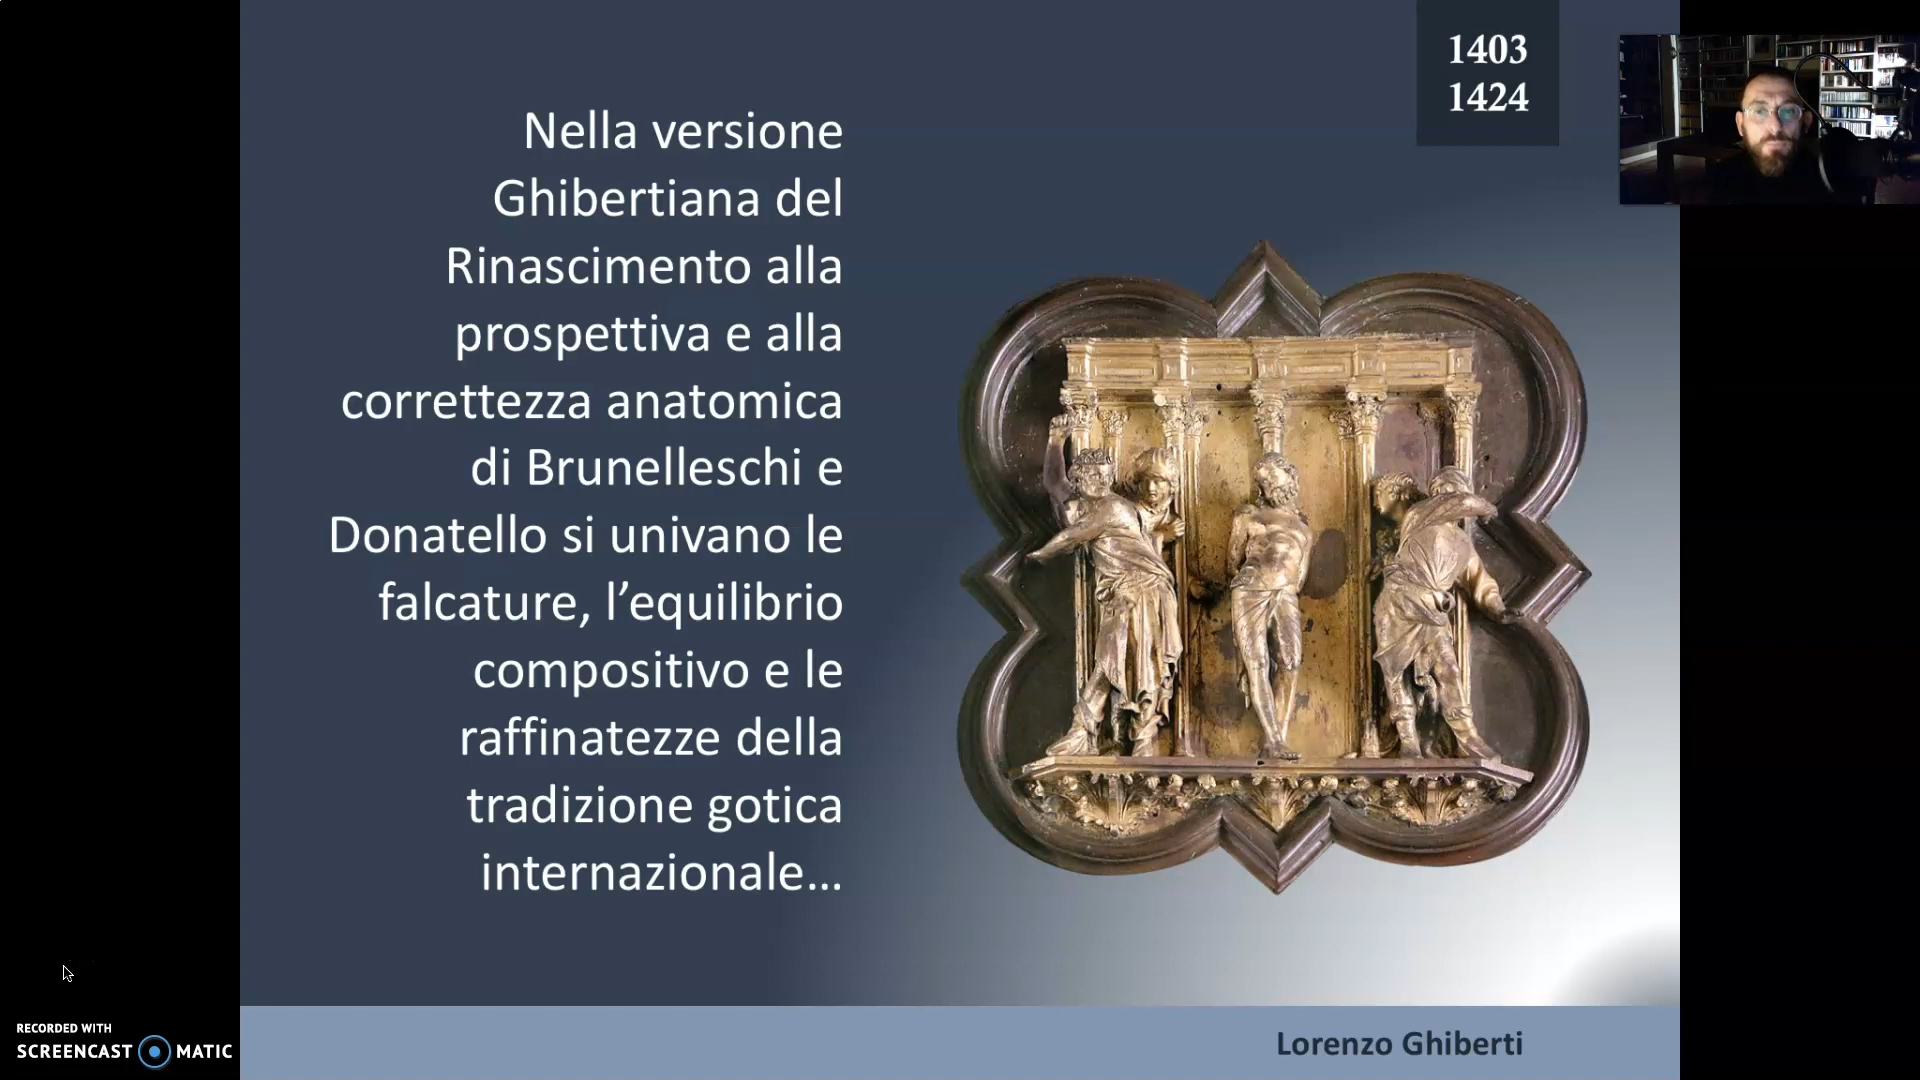 1403
1424
Nella versione
Ghibertiana del
Rinascimento alla
prospettiva e alla
correttezza anatomica
di Brunelleschi e
Donatello si univano le
falcature, l’equilibrio
compositivo e le
raffinatezze della
tradizione gotica
internazionale...
Lorenzo Ghiberti
RECORDED WITH
SCREENCAST MATIC